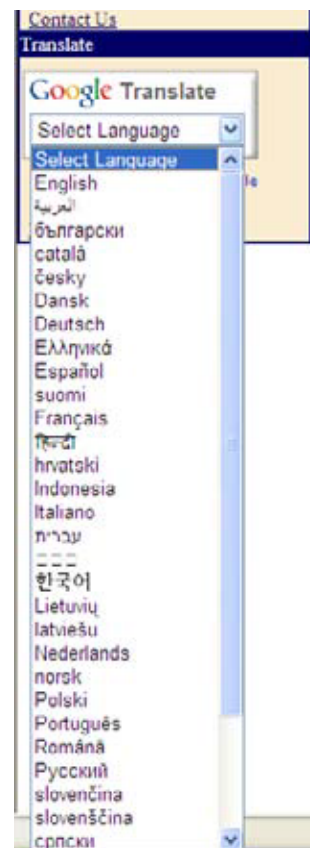 Contact Us
Translate
Google Translate
Select Language
Select Language
English
العربية
български
català
česky
Dansk
Deutsch
Ελληνικά
Español
suomi
Français
हिन्दी
hrvatski
Indonesia
Italiano
עברית
한국어
Lietuvių
latviešu
Nederlands
norsk
Polski
Português
Română
Русский
slovenčina
slovenščina
српски